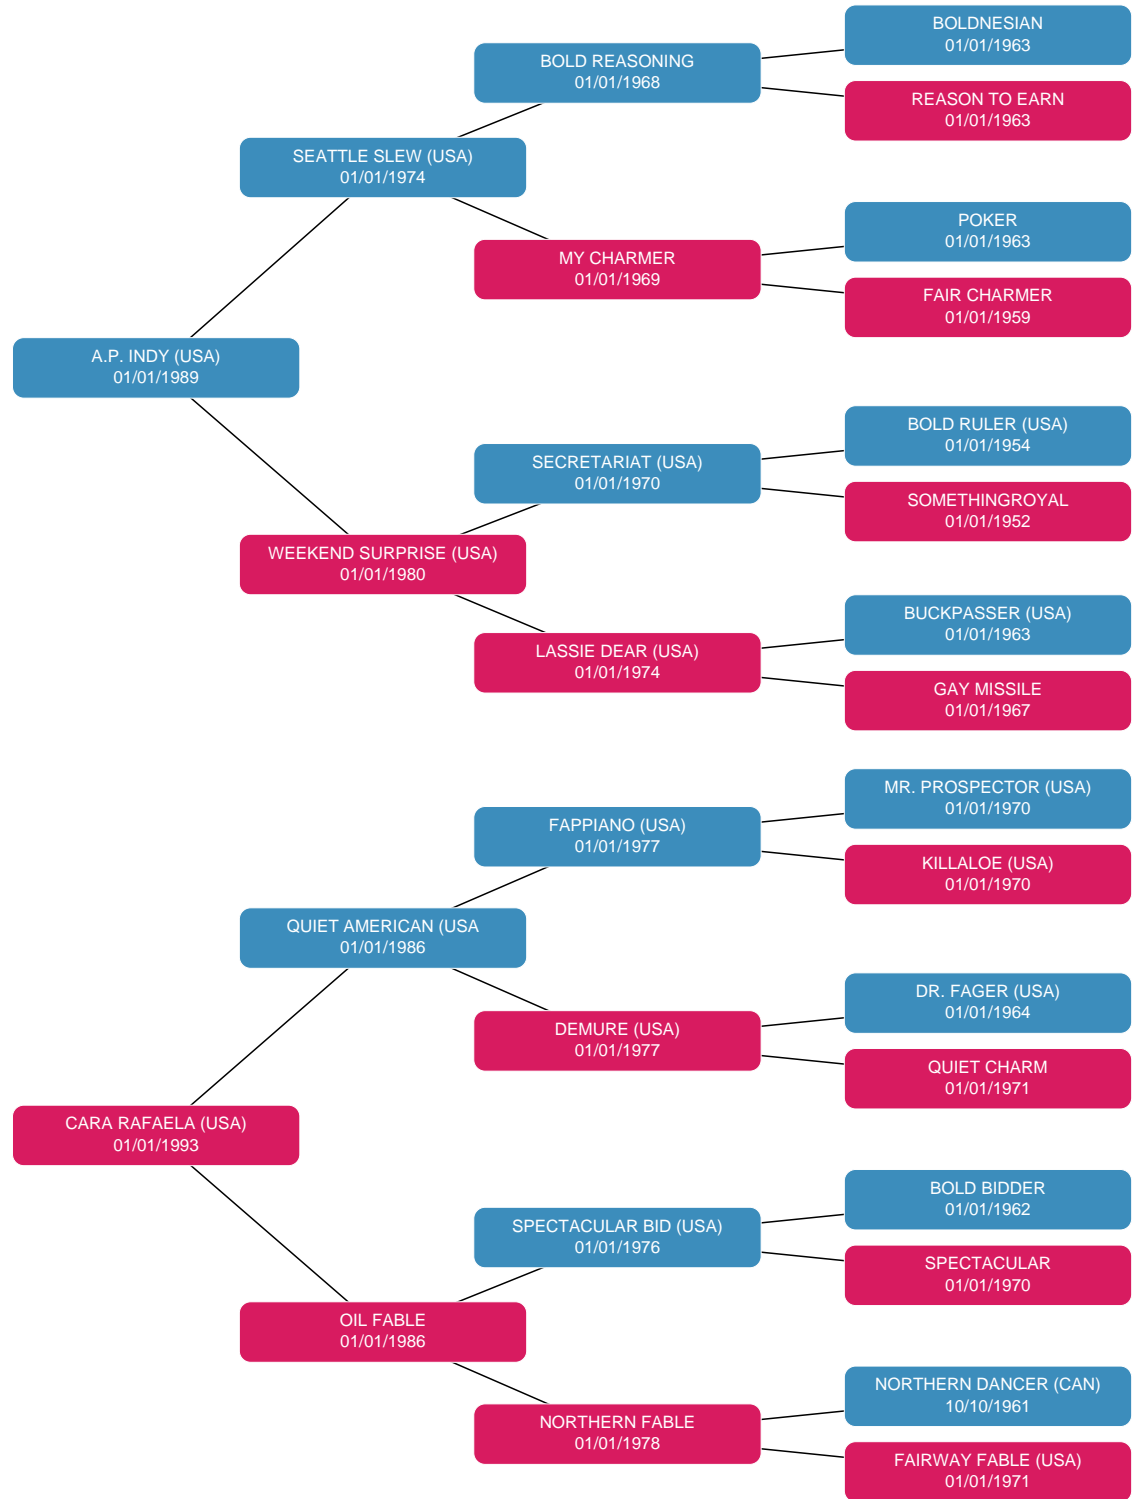 BOLDNESIAN
01/01/1963
BOLD REASONING
01/01/1968
REASON TO EARN
01/01/1963
SEATTLE SLEW (USA)
01/01/1974
POKER
01/01/1963
MY CHARMER
01/01/1969
FAIR CHARMER
01/01/1959
A.P. INDY (USA)
01/01/1989
BOLD RULER (USA)
01/01/1954
SECRETARIAT (USA)
01/01/1970
SOMETHINGROYAL
01/01/1952
WEEKEND SURPRISE (USA)
01/01/1980
BUCKPASSER (USA)
01/01/1963
LASSIE DEAR (USA)
01/01/1974
GAY MISSILE
01/01/1967
MR. PROSPECTOR (USA)
01/01/1970
FAPPIANO (USA)
01/01/1977
KILLALOE (USA)
01/01/1970
QUIET AMERICAN (USA
01/01/1986
DR. FAGER (USA)
01/01/1964
DEMURE (USA)
01/01/1977
QUIET CHARM
01/01/1971
CARA RAFAELA (USA)
01/01/1993
BOLD BIDDER
01/01/1962
SPECTACULAR BID (USA)
01/01/1976
SPECTACULAR
01/01/1970
OIL FABLE
01/01/1986
NORTHERN DANCER (CAN)
10/10/1961
NORTHERN FABLE
01/01/1978
FAIRWAY FABLE (USA)
01/01/1971